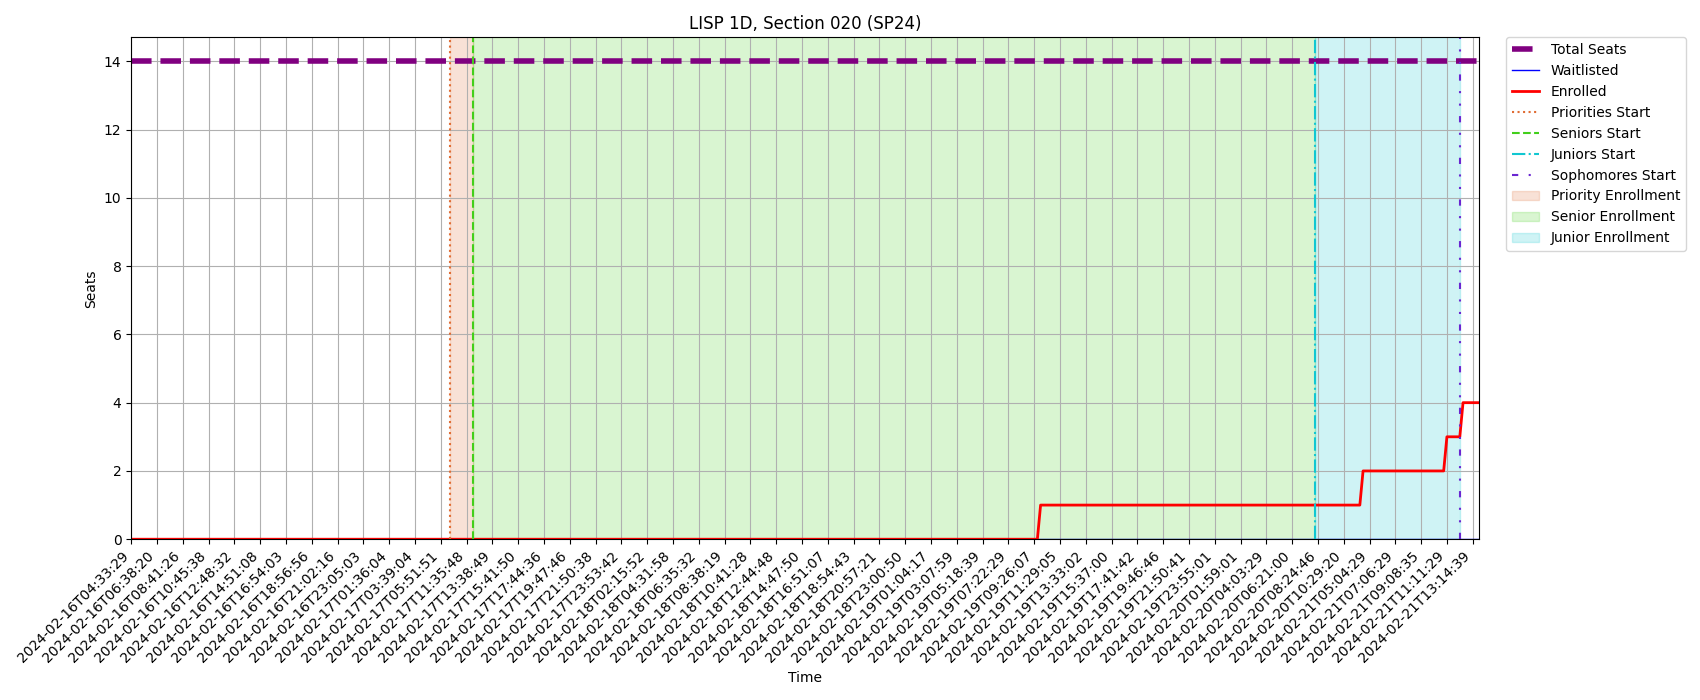 LISP 1D, Section 020 (SP24)
Total Seats
Waitlisted
Enrolled
Priorities Start
Seniors Start
Juniors Start
Sophomores Start
Priority Enrollment
Senior Enrollment
Junior Enrollment
Seats
14
12
10
8
6
4
2
0
2024-02-16T04:33:29
2024-02-16T06:38:20
2024-02-16T08:41:26
2024-02-16T10:45:38
2024-02-16T12:48:32
2024-02-16T14:51:08
2024-02-16T16:54:03
2024-02-16T18:56:56
2024-02-16T21:02:16
2024-02-16T23:05:03
2024-02-17T01:36:04
2024-02-17T03:39:04
2024-02-17T05:51:51
2024-02-17T11:35:48
2024-02-17T13:38:49
2024-02-17T15:41:50
2024-02-17T17:44:36
2024-02-17T19:47:46
2024-02-17T21:50:38
2024-02-17T23:53:42
2024-02-18T02:15:52
2024-02-18T04:31:58
2024-02-18T06:35:32
2024-02-18T08:38:19
2024-02-18T10:41:28
2024-02-18T12:44:48
2024-02-18T14:47:50
2024-02-18T16:51:07
2024-02-18T18:54:43
2024-02-18T20:57:21
2024-02-18T23:00:50
2024-02-19T01:04:17
2024-02-19T03:07:59
2024-02-19T05:18:39
2024-02-19T07:22:29
2024-02-19T09:26:07
2024-02-19T11:29:05
2024-02-19T13:33:02
2024-02-19T15:37:00
2024-02-19T17:41:42
2024-02-19T19:46:46
2024-02-19T21:50:41
2024-02-19T23:55:01
2024-02-20T01:59:01
2024-02-20T04:03:29
2024-02-20T06:21:00
2024-02-20T08:24:46
2024-02-20T10:29:20
2024-02-21T05:04:29
2024-02-21T07:06:29
2024-02-21T09:08:35
2024-02-21T11:11:29
2024-02-21T13:14:39
Time